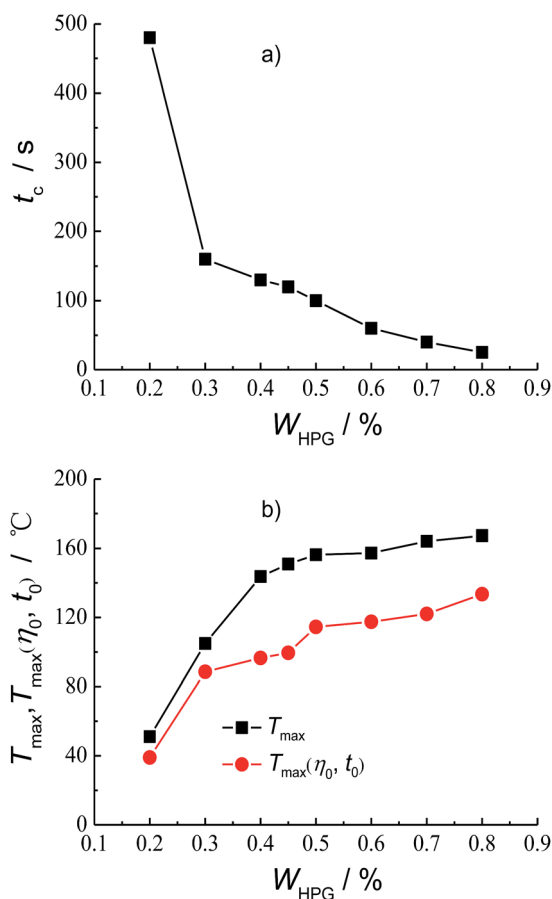 500
400
300
200
100
0
t_c / s
a)
0.1 0.2 0.3 0.4 0.5 0.6 0.7 0.8 0.9
W_HPG / %
200
160
120
80
40
0
T_max, T_max(η_0, t_0) / ℃
b)
T_max
T_max(η_0, t_0)
0.1 0.2 0.3 0.4 0.5 0.6 0.7 0.8 0.9
W_HPG / %